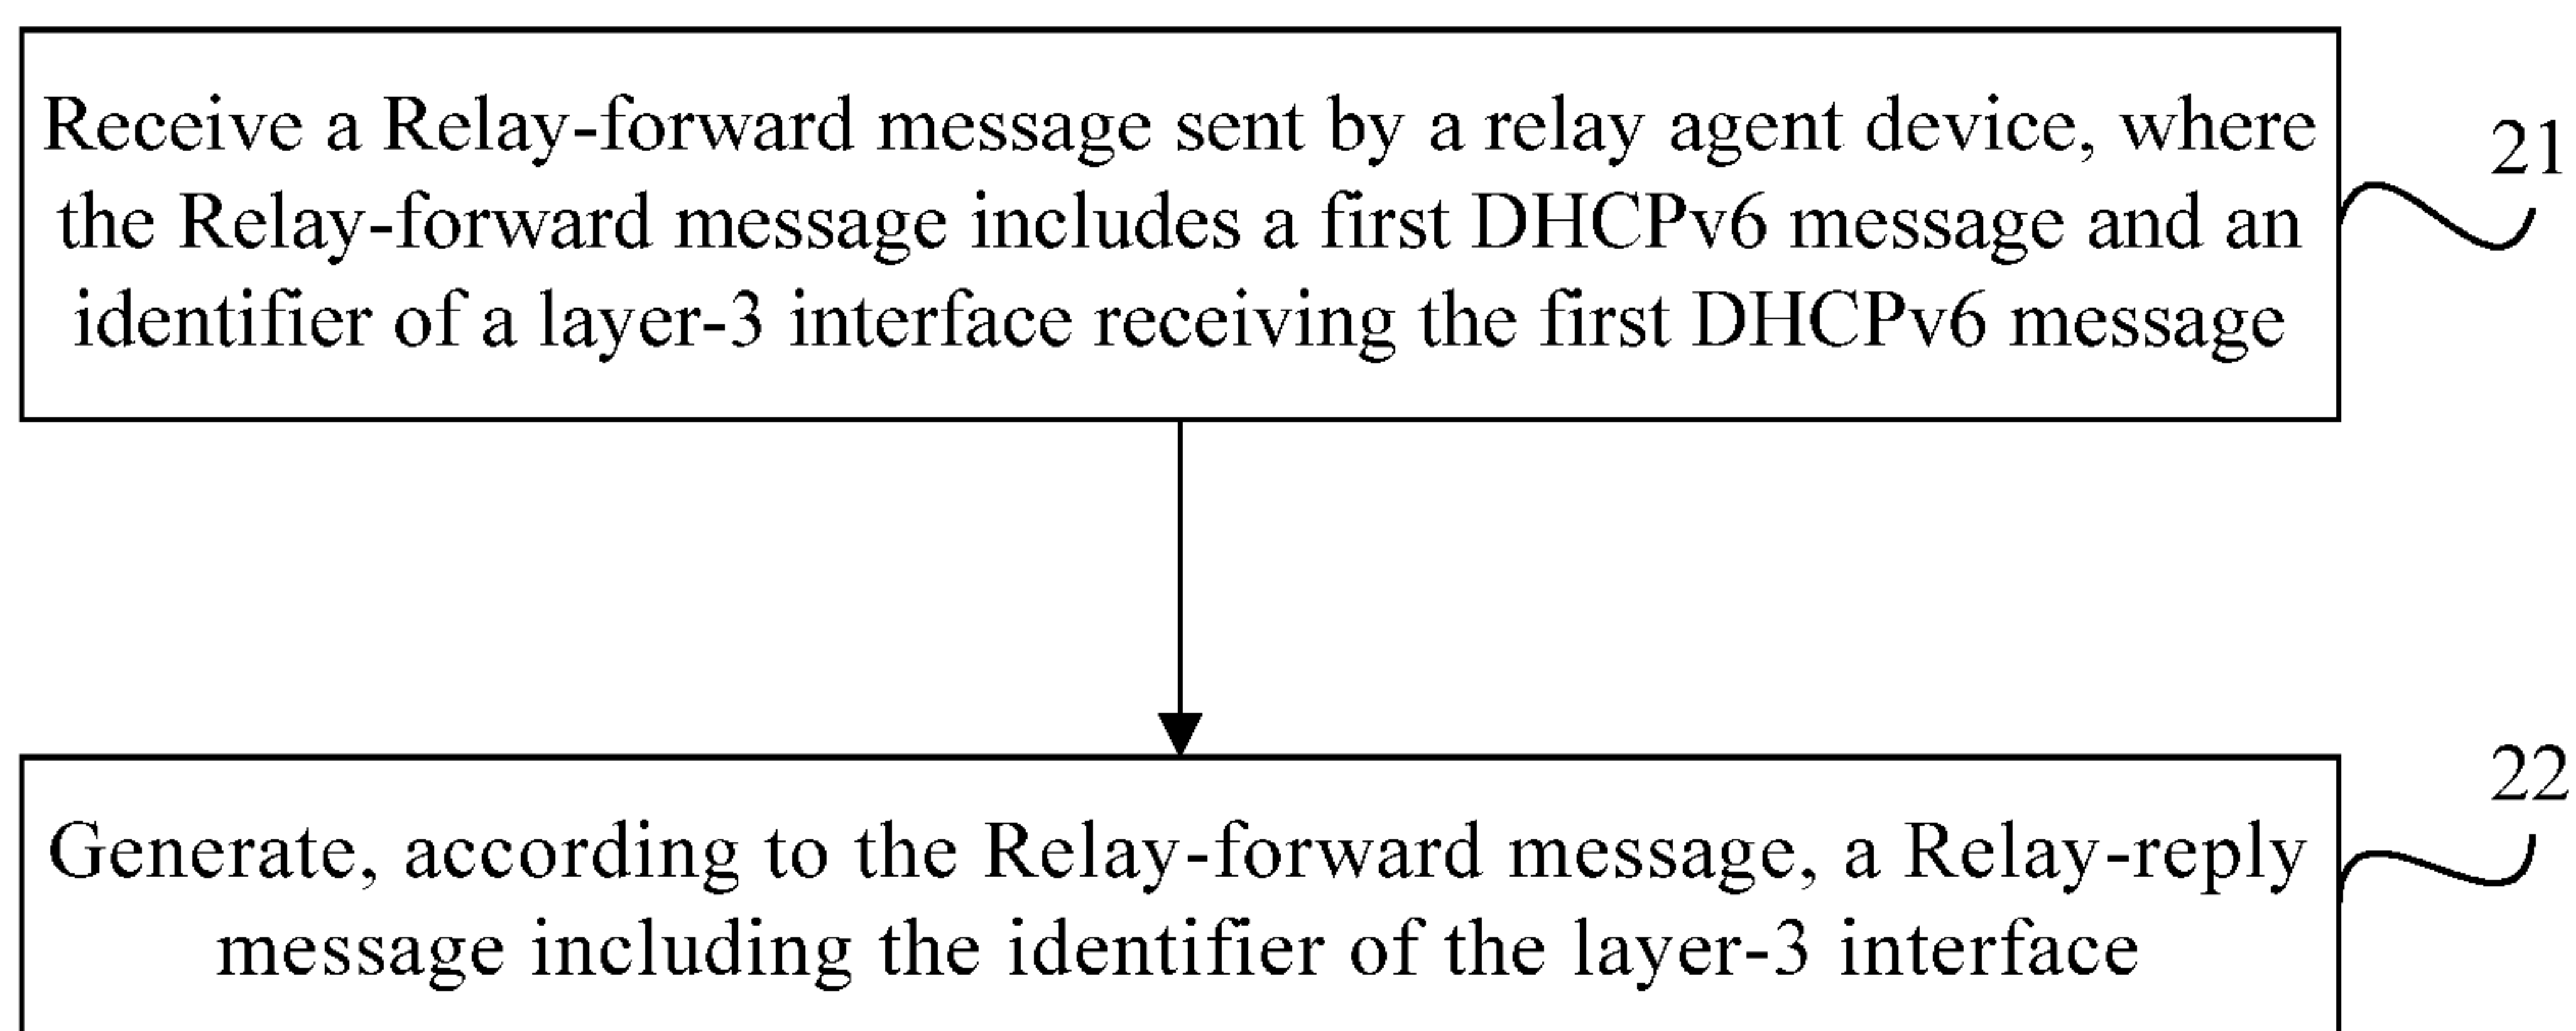 Receive a Relay-forward message sent by a relay agent device, where
the Relay-forward message includes a first DHCPv6 message and an
identifier of a layer-3 interface receiving the first DHCPv6 message
21
Generate, according to the Relay-forward message, a Relay-reply
message including the identifier of the layer-3 interface
22